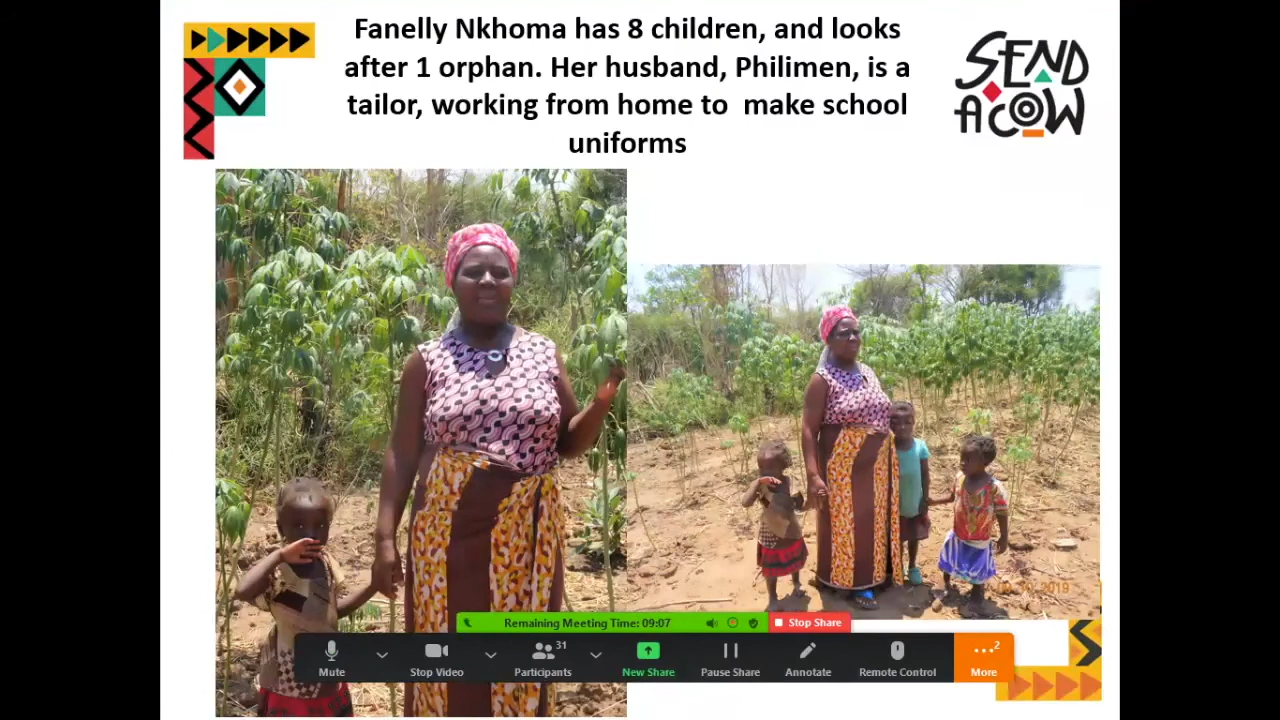 Fanelly Nkhoma has 8 children, and looks
after 1 orphan. Her husband, Philimen, is a
tailor, working from home to  make school
uniforms
SEND
A COW
Remaining Meeting Time: 09:07
Stop Share
31
2
Mute
Stop Video
Participants
New Share
Pause Share
Annotate
Remote Control
More